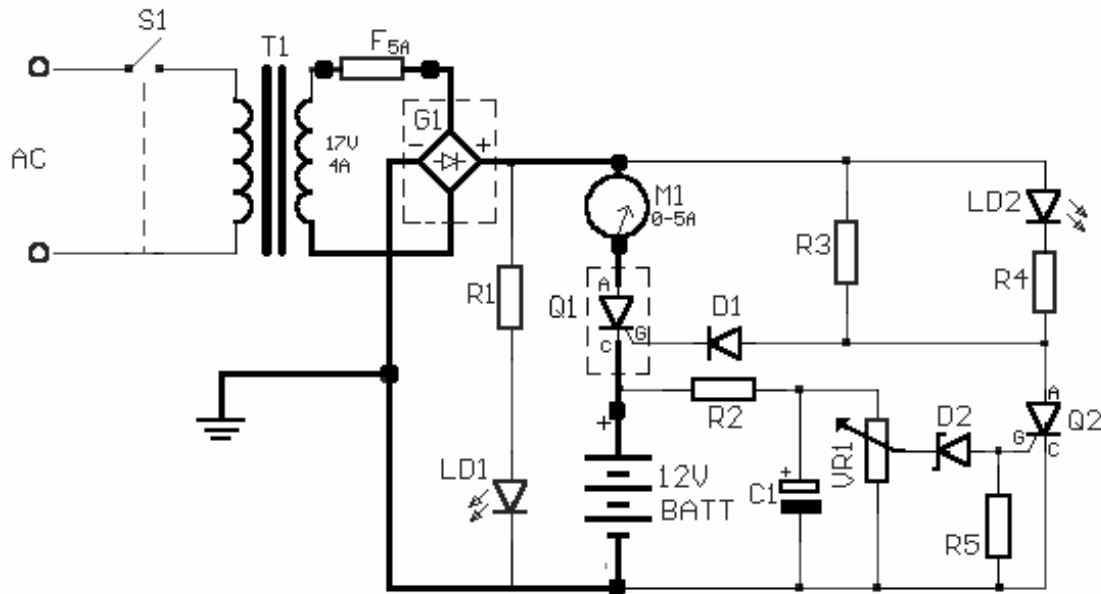 S1
T1
F5A
AC
17V
4A
G1
-
+
M1
0-5A
LD2
R3
R4
R1
Q1
A
G
C
D1
R2
A
Q2
G
C
D2
+
VR1
LD1
12V
BATT
+
C1
R5